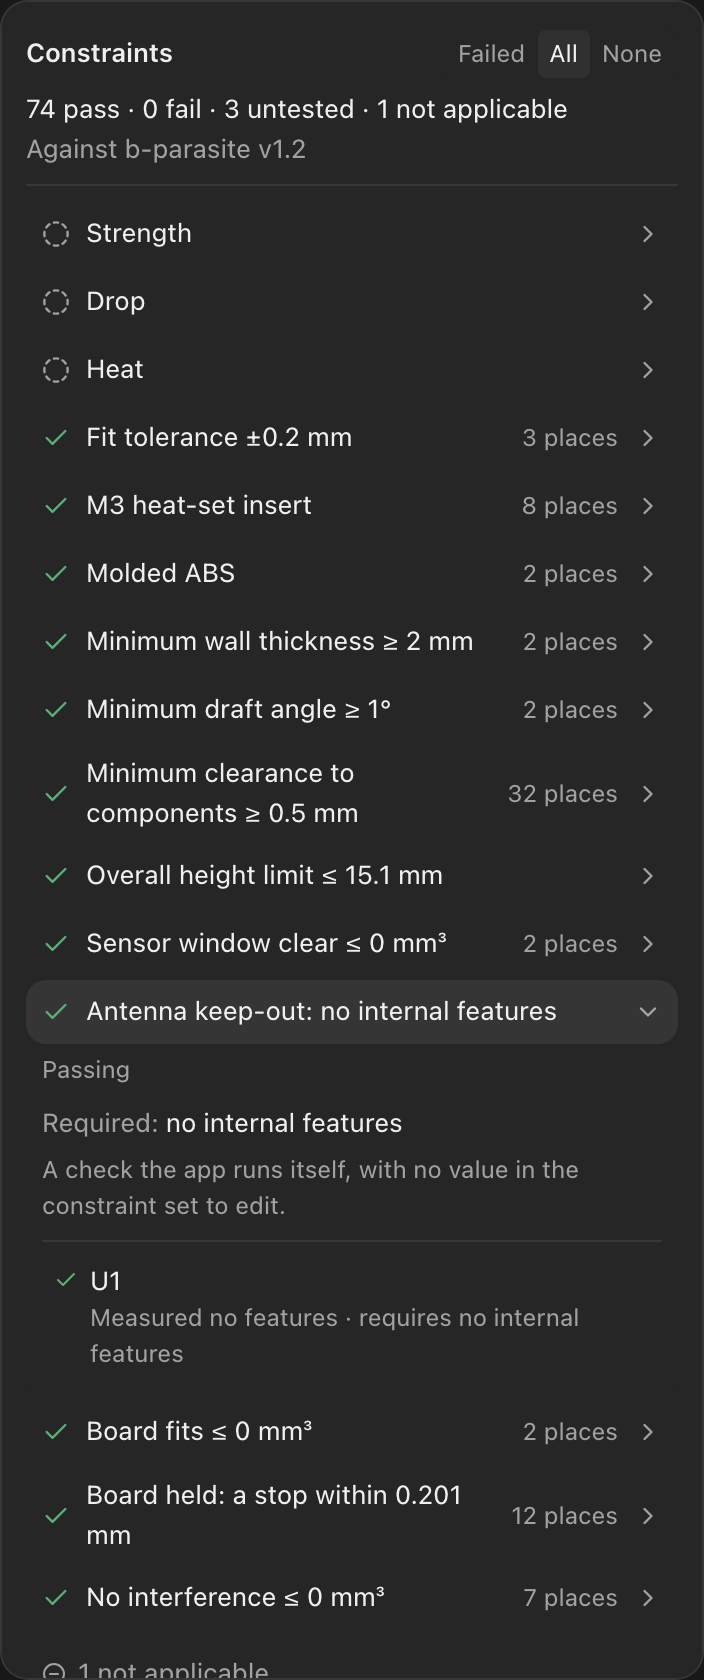 Constraints
Failed All None
74 pass · 0 fail · 3 untested · 1 not applicable
Against b-parasite v1.2
Strength
Drop
Heat
Fit tolerance ±0.2 mm 3 places
M3 heat-set insert 8 places
Molded ABS 2 places
Minimum wall thickness ≥ 2 mm 2 places
Minimum draft angle ≥ 1° 2 places
Minimum clearance to
components ≥ 0.5 mm 32 places
Overall height limit ≤ 15.1 mm
Sensor window clear ≤ 0 mm³ 2 places
Antenna keep-out: no internal features
Passing
Required: no internal features
A check the app runs itself, with no value in the
constraint set to edit.
U1
Measured no features · requires no internal
features
Board fits ≤ 0 mm³ 2 places
Board held: a stop within 0.201
mm 12 places
No interference ≤ 0 mm³ 7 places
1 not applicable